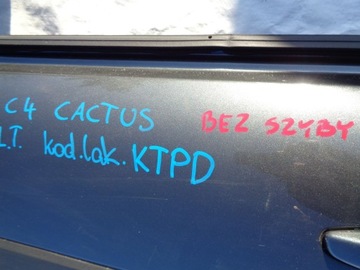 C4 CACTUS BEZ SZYBY
L.T. kod.lak. KTPD